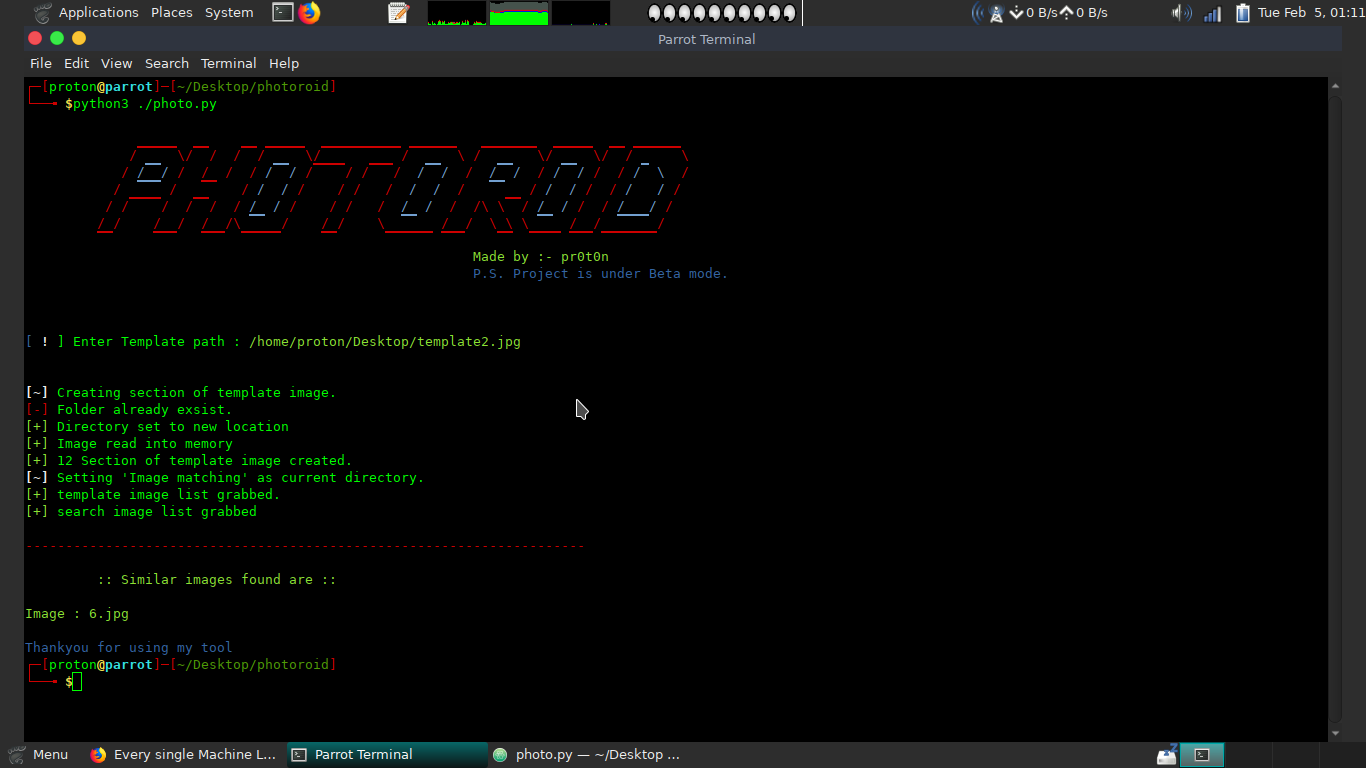 Applications Places System 0 B/s 0 B/s Tue Feb 5, 01:11
Parrot Terminal
File Edit View Search Terminal Help
┌─[proton@parrot]─[~/Desktop/photoroid]
└──╼ $python3 ./photo.py
PHOTOROID
Made by :- pr0t0n
P.S. Project is under Beta mode.
[ ! ] Enter Template path : /home/proton/Desktop/template2.jpg
[~] Creating section of template image.
[-] Folder already exsist.
[+] Directory set to new location
[+] Image read into memory
[+] 12 Section of template image created.
[~] Setting 'Image matching' as current directory.
[+] template image list grabbed.
[+] search image list grabbed
----------------------------------------------------------------------
:: Similar images found are ::
Image : 6.jpg
Thankyou for using my tool
┌─[proton@parrot]─[~/Desktop/photoroid]
└──╼ $
Menu Every single Machine L... Parrot Terminal photo.py — ~/Desktop ...